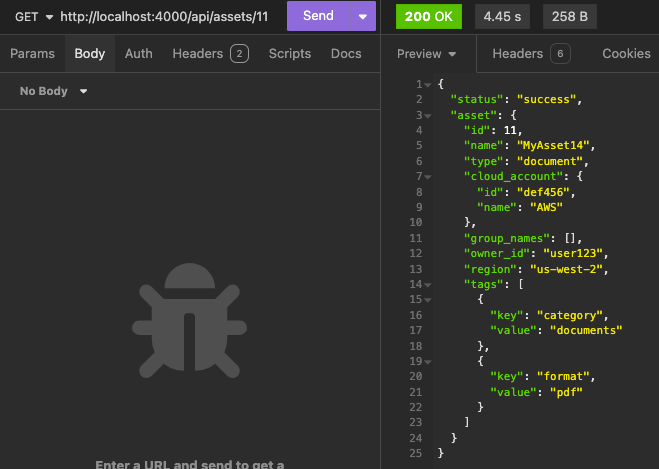 GET http://localhost:4000/api/assets/11 Send
200 OK 4.45 s 258 B
Params Body Auth Headers 2 Scripts Docs
Preview Headers 6 Cookies
No Body
1 {
2 "status": "success",
3 "asset": {
4 "id": 11,
5 "name": "MyAsset14",
6 "type": "document",
7 "cloud_account": {
8 "id": "def456",
9 "name": "AWS"
10 },
11 "group_names": [],
12 "owner_id": "user123",
13 "region": "us-west-2",
14 "tags": [
15 {
16 "key": "category",
17 "value": "documents"
18 },
19 {
20 "key": "format",
21 "value": "pdf"
22 }
23 ]
24 }
25 }
Enter a URL and send to get a